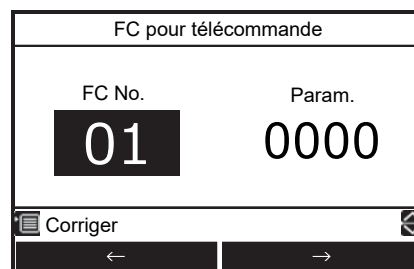 FC pour télécommande
FC No. Param.
01 0000
Corriger
← →